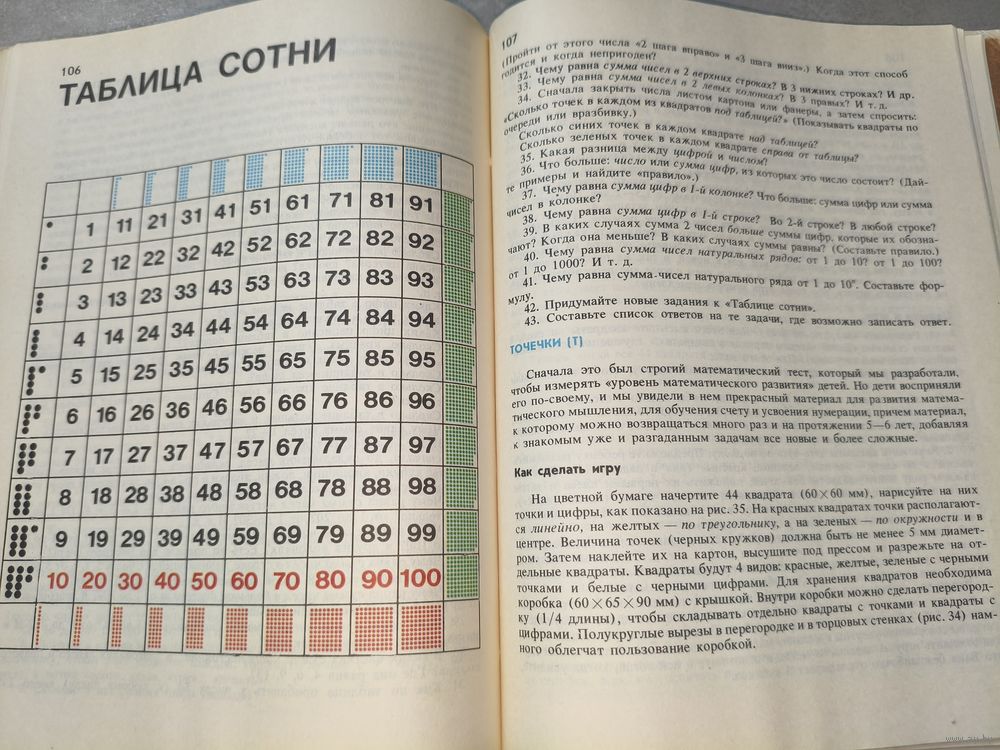 106
ТАБЛИЦА СОТНИ
1 11 21 31 41 51 61 71 81 91
2 12 22 32 42 52 62 72 82 92
3 13 23 33 43 53 63 73 83 93
4 14 24 34 44 54 64 74 84 94
5 15 25 35 45 55 65 75 85 95
6 16 26 36 46 56 66 76 86 96
7 17 27 37 47 57 67 77 87 97
8 18 28 38 48 58 68 78 88 98
9 19 29 39 49 59 69 79 89 99
10 20 30 40 50 60 70 80 90 100
107
(Пройти от этого числа «2 шага вправо» и «3 шага вниз».) Когда этот способ
годится и когда непригоден?
32. Чему равна сумма чисел в 2 верхних строках? В 3 нижних строках? И др.
33. Чему равна сумма чисел в 2 левых колонках? В 3 правых? И т. д.
34. Сначала закрыть числа листом картона или фанеры, а затем спросить:
«Сколько точек в каждом из квадратов под таблицей?» (Показывать квадраты по
очереди или вразбивку.)
Сколько синих точек в каждом квадрате над таблицей?
Сколько зеленых точек в каждом квадрате справа от таблицы?
35. Какая разница между цифрой и числом?
36. Что больше: число или сумма цифр, из которых это число состоит? (Дай-
те примеры и найдите «правило».)
37. Чему равна сумма цифр в 1-й колонке? Что больше: сумма цифр или сумма
чисел в колонке?
38. Чему равна сумма цифр в 1-й строке? Во 2-й строке? В любой строке?
39. В каких случаях сумма 2 чисел больше суммы цифр, которые их обозна-
чают? Когда она меньше? В каких случаях суммы равны? (Составьте правило.)
40. Чему равна сумма чисел натуральных рядов: от 1 до 10? от 1 до 100?
от 1 до 1000? И т. д.
41. Чему равна сумма чисел натурального ряда от 1 до 10ⁿ. Составьте фор-
мулу.
42. Придумайте новые задания к «Таблице сотни».
43. Составьте список ответов на те задачи, где возможно записать ответ.
ТОЧЕЧКИ (Т)
Сначала это был строгий математический тест, который мы разработали,
чтобы измерять «уровень математического развития» детей. Но дети восприняли
его по-своему, и мы увидели в нем прекрасный материал для развития матема-
тического мышления, для обучения счету и усвоения нумерации, причем материал,
к которому можно возвращаться много раз и на протяжении 5—6 лет, добавляя
к знакомым уже и разгаданным задачам все новые и более сложные.
Как сделать игру
На цветной бумаге начертите 44 квадрата (60×60 мм), нарисуйте на них
точки и цифры, как показано на рис. 35. На красных квадратах точки располагают-
ся линейно, на желтых — по треугольнику, а на зеленых — по окружности и в
центре. Величина точек (черных кружков) должна быть не менее 5 мм диамет-
ром. Затем наклейте их на картон, высушите под прессом и разрежьте на от-
дельные квадраты. Квадраты будут 4 видов: красные, желтые, зеленые с черными
точками и белые с черными цифрами. Для хранения квадратов необходима
коробка (60×65×90 мм) с крышкой. Внутри коробки можно сделать перегород-
ку (1/4 длины), чтобы складывать отдельно квадраты с точками и квадраты с
цифрами. Полукруглые вырезы в перегородке и в торцовых стенках (рис. 34) нам-
ного облегчат пользование коробкой.